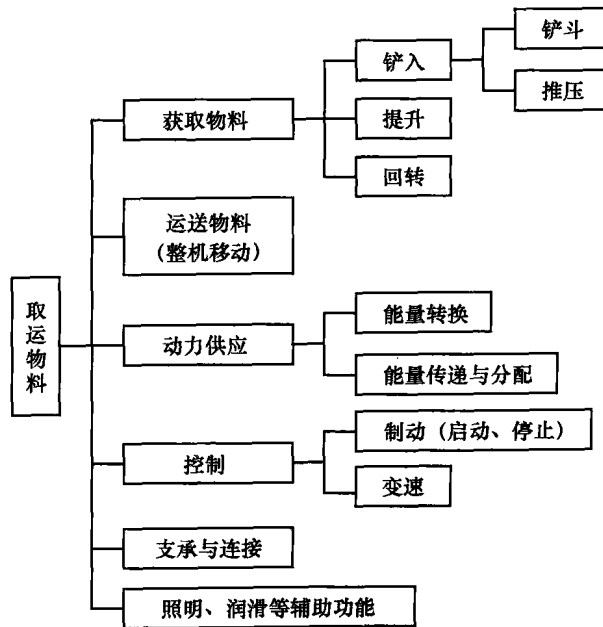 取运物料
获取物料
铲入
铲斗
推压
提升
回转
运送物料
（整机移动）
动力供应
能量转换
能量传递与分配
控制
制动（启动、停止）
变速
支承与连接
照明、润滑等辅助功能